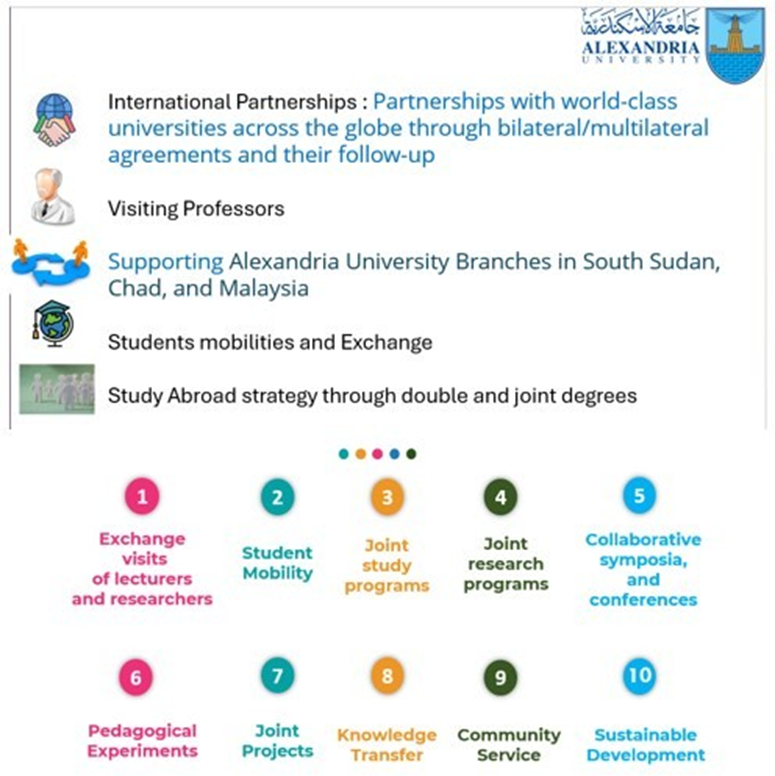 جامعة الإسكندرية
ALEXANDRIA
UNIVERSITY
International Partnerships : Partnerships with world-class
universities across the globe through bilateral/multilateral
agreements and their follow-up
Visiting Professors
Supporting Alexandria University Branches in South Sudan,
Chad, and Malaysia
Students mobilities and Exchange
Study Abroad strategy through double and joint degrees
1
Exchange
visits
of lecturers
and researchers
2
Student
Mobility
3
Joint
study
programs
4
Joint
research
programs
5
Collaborative
symposia,
and
conferences
6
Pedagogical
Experiments
7
Joint
Projects
8
Knowledge
Transfer
9
Community
Service
10
Sustainable
Development